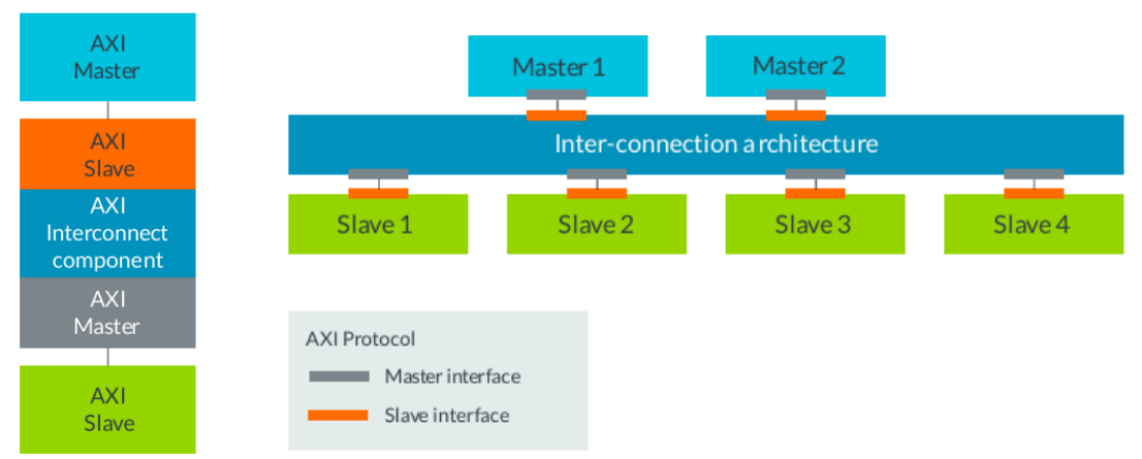 AXI
Master
AXI
Slave
AXI
Interconnect
component
AXI
Master
AXI
Slave
Master 1
Master 2
Inter-connection a rchitecture
Slave 1
Slave 2
Slave 3
Slave 4
AXI Protocol
Master interface
Slave interface